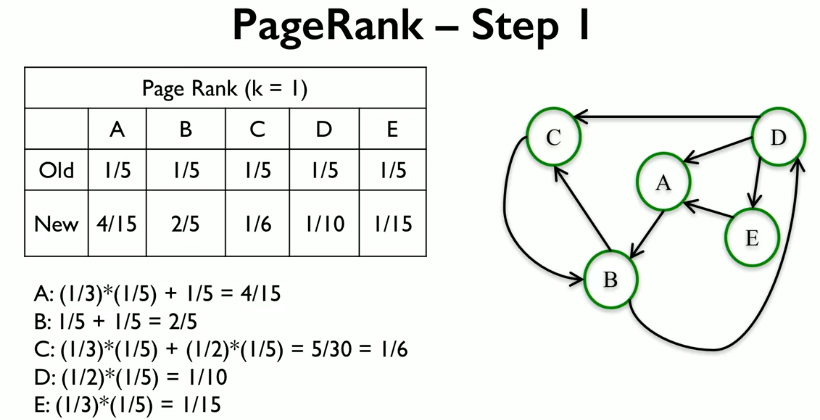 PageRank – Step 1
Page Rank (k = 1)
A B C D E
Old 1/5 1/5 1/5 1/5 1/5
New 4/15 2/5 1/6 1/10 1/15
A: (1/3)*(1/5) + 1/5 = 4/15
B: 1/5 + 1/5 = 2/5
C: (1/3)*(1/5) + (1/2)*(1/5) = 5/30 = 1/6
D: (1/2)*(1/5) = 1/10
E: (1/3)*(1/5) = 1/15
C
D
A
E
B